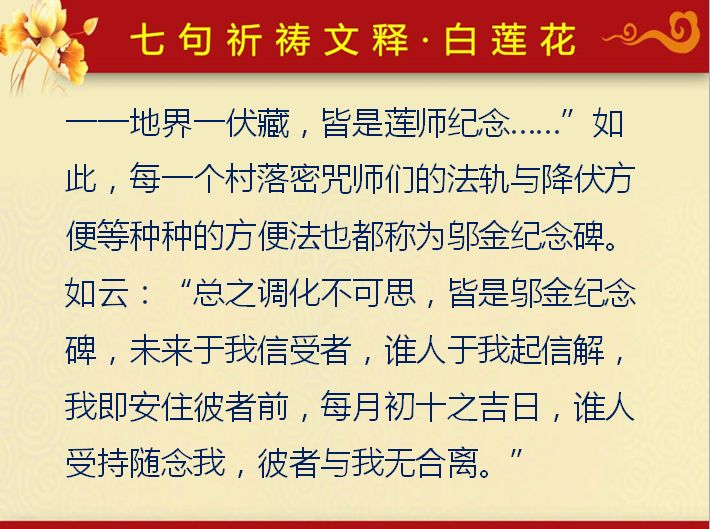 七句祈祷文释·白莲花
一一地界一伏藏，皆是莲师纪念……”如
此，每一个村落密咒师们的法轨与降伏方
便等种种的方便法也都称为邬金纪念碑。
如云：“总之调化不可思，皆是邬金纪念
碑，未来于我信受者，谁人于我起信解，
我即安住彼者前，每月初十之吉日，谁人
受持随念我，彼者与我无合离。”